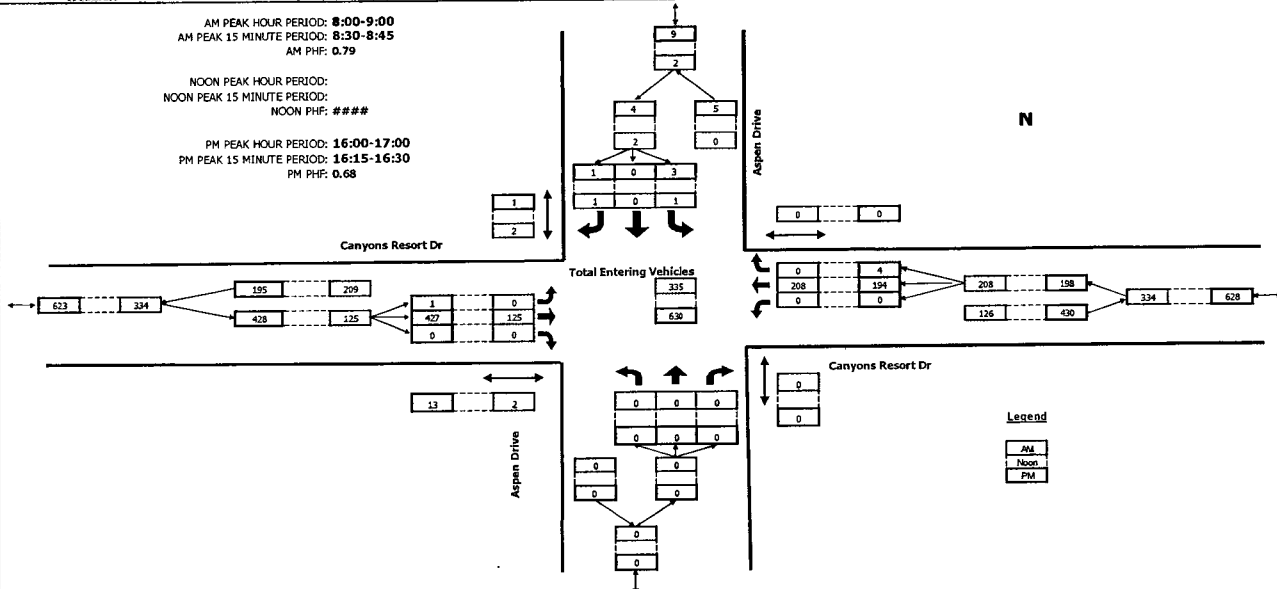 AM PEAK HOUR PERIOD: 8:00-9:00
AM PEAK 15 MINUTE PERIOD: 8:30-8:45
AM PHF: 0.79
NOON PEAK HOUR PERIOD:
NOON PEAK 15 MINUTE PERIOD:
NOON PHF: ####
PM PEAK HOUR PERIOD: 16:00-17:00
PM PEAK 15 MINUTE PERIOD: 16:15-16:30
PM PHF: 0.68
9
2
4 5
2 0
1 0 3
1 0 1
Aspen Drive
N
1
2
0 0
Canyons Resort Dr
Total Entering Vehicles
335
630
623 334
195 209
428 125
1 0
427 125
0 0
0 4
208 194
0 0
208 198
126 430
334 628
Canyons Resort Dr
13 2
0
0
Aspen Drive
0 0 0
0 0 0
0 0
0 0
0
0
Legend
AM
Noon
PM